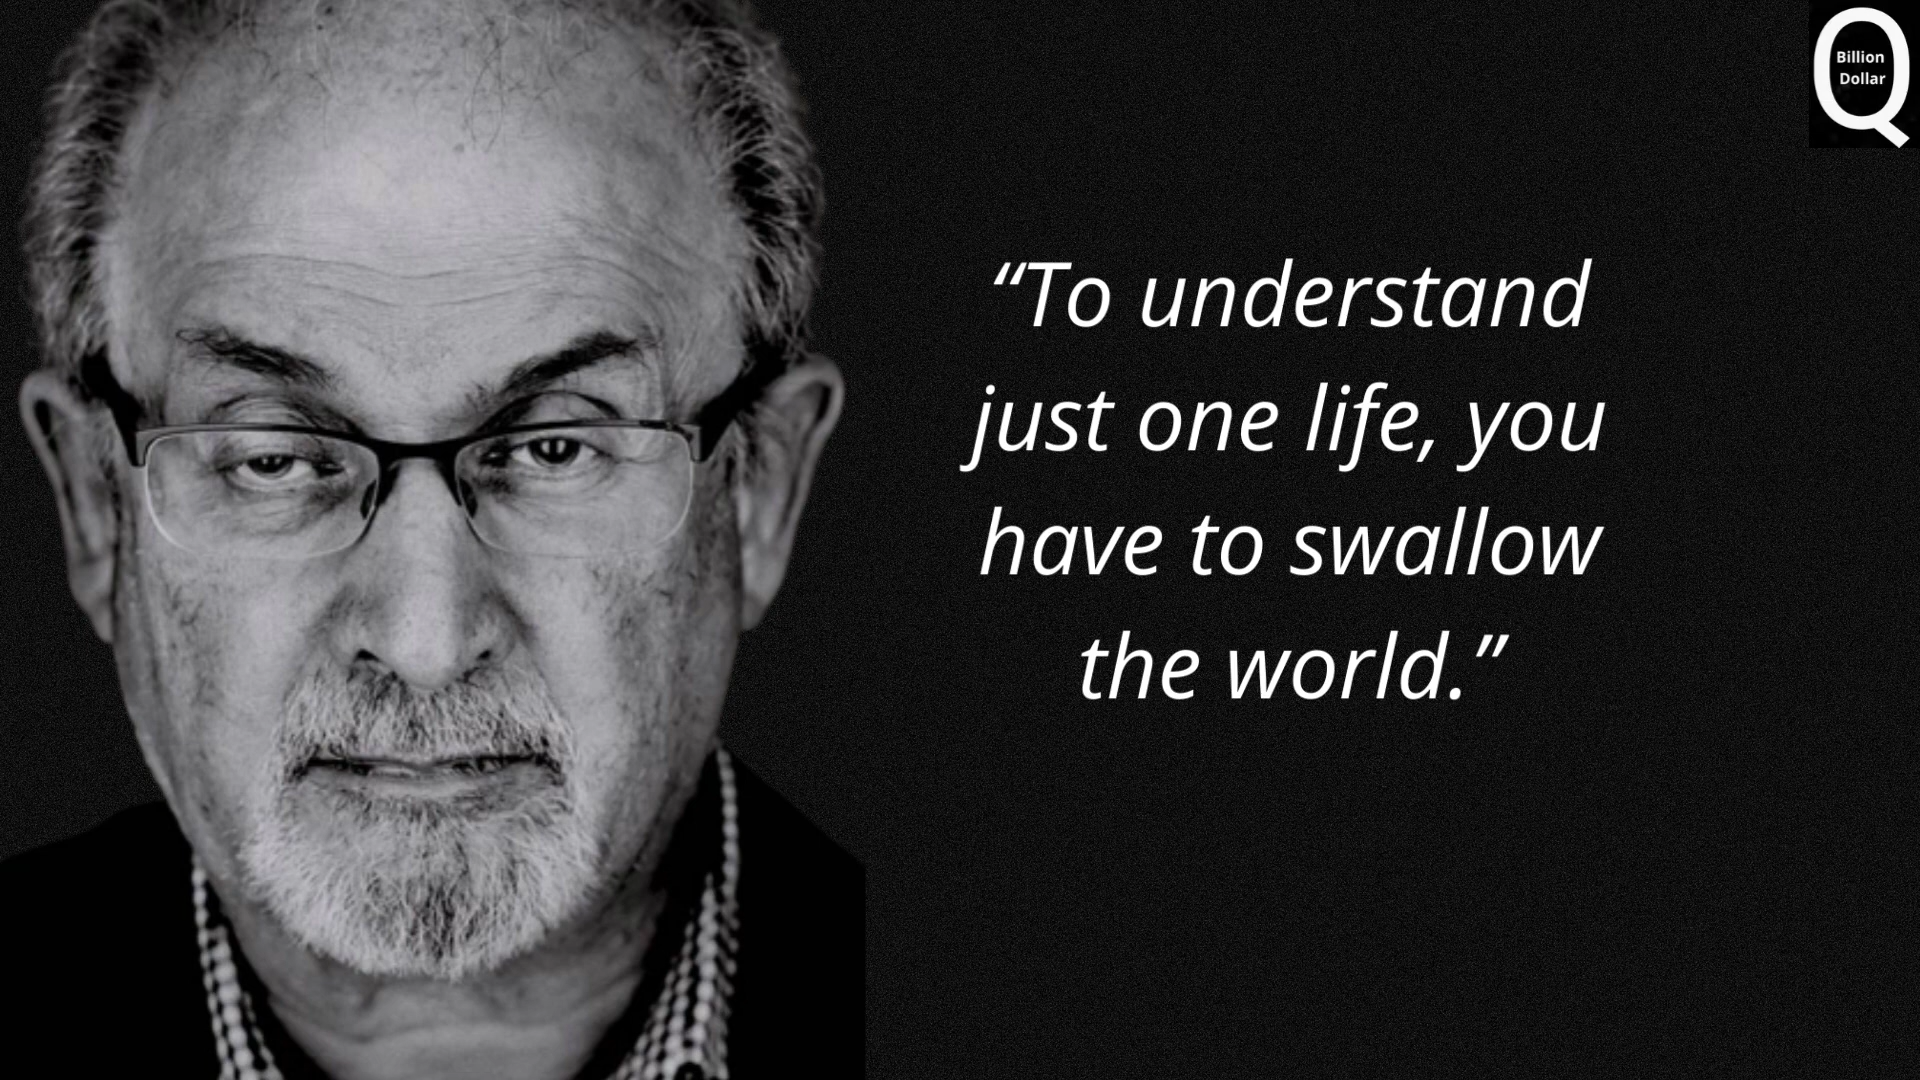 Billion
Dollar
Q
“To understand
just one life, you
have to swallow
the world.”